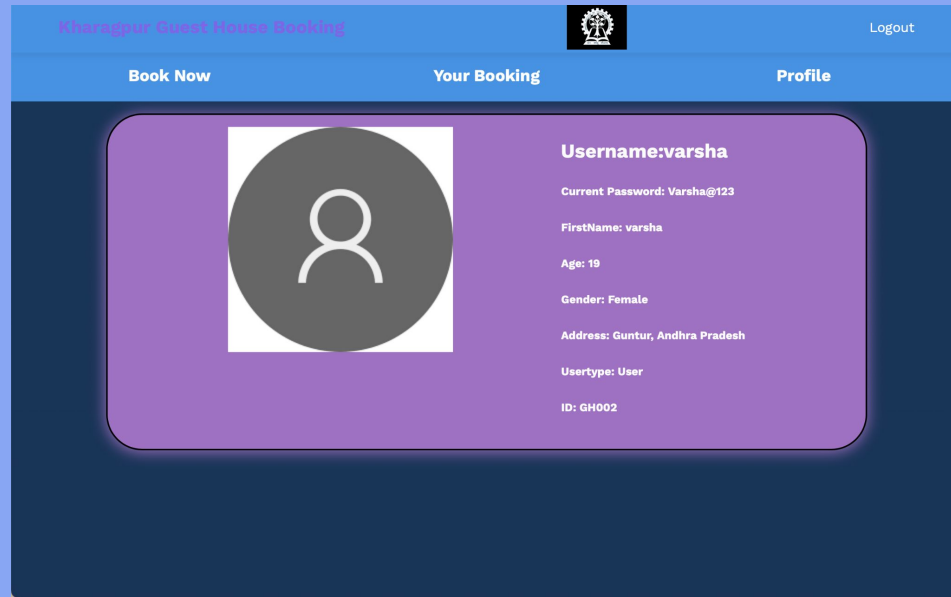 Kharagpur Guest House Booking
Logout
Book Now
Your Booking
Profile
Username:varsha
Current Password: Varsha@123
FirstName: varsha
Age: 19
Gender: Female
Address: Guntur, Andhra Pradesh
Usertype: User
ID: GH002